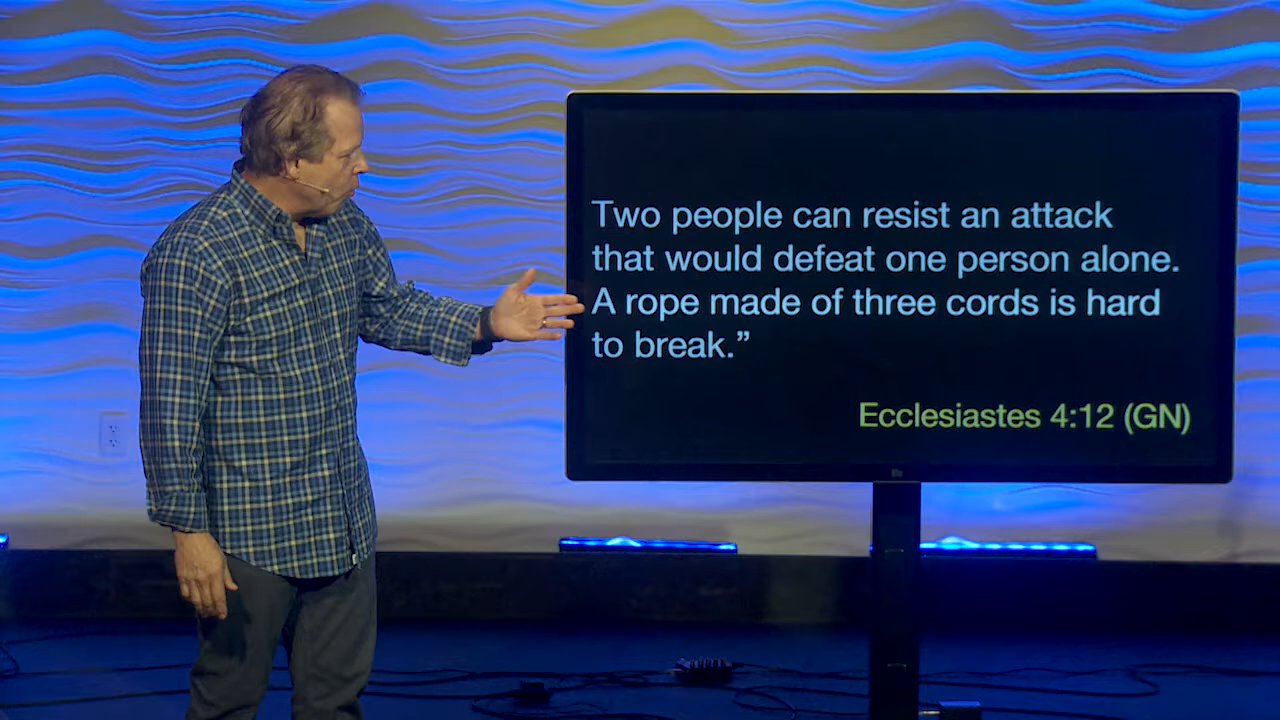 Two people can resist an attack
that would defeat one person alone.
A rope made of three cords is hard
to break.”
Ecclesiastes 4:12 (GN)